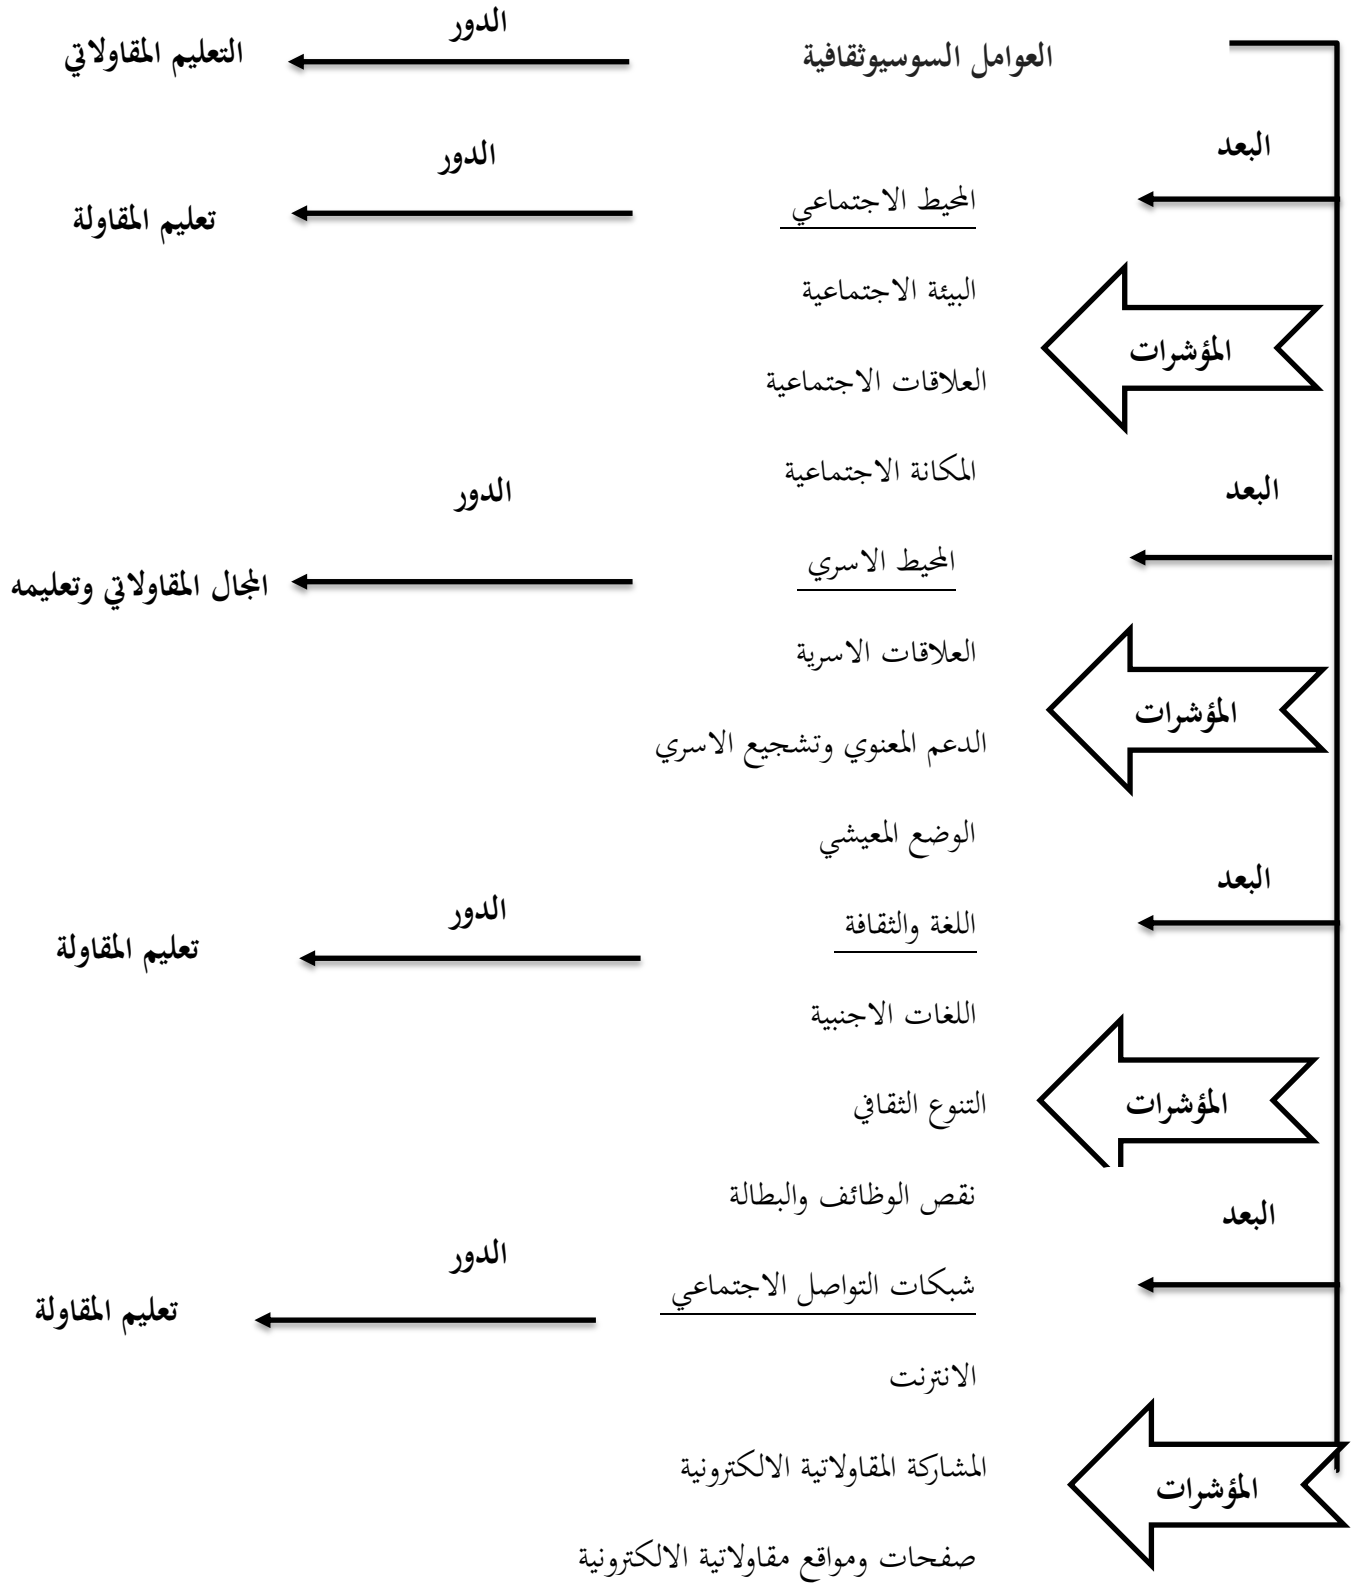 العوامل السوسيوثقافية الدور التعليم المقاولاتي
البعد
المحيط الاجتماعي الدور تعليم المقاولة
البيئة الاجتماعية
المؤشرات
العلاقات الاجتماعية
المكانة الاجتماعية
البعد
المحيط الاسري الدور المجال المقاولاتي وتعليمه
العلاقات الاسرية
المؤشرات
الدعم المعنوي وتشجيع الاسري
الوضع المعيشي
البعد
اللغة والثقافة الدور تعليم المقاولة
اللغات الاجنبية
المؤشرات
التنوع الثقافي
نقص الوظائف والبطالة
البعد
شبكات التواصل الاجتماعي الدور تعليم المقاولة
الانترنت
المشاركة المقاولاتية الالكترونية
المؤشرات
صفحات ومواقع مقاولاتية الالكترونية